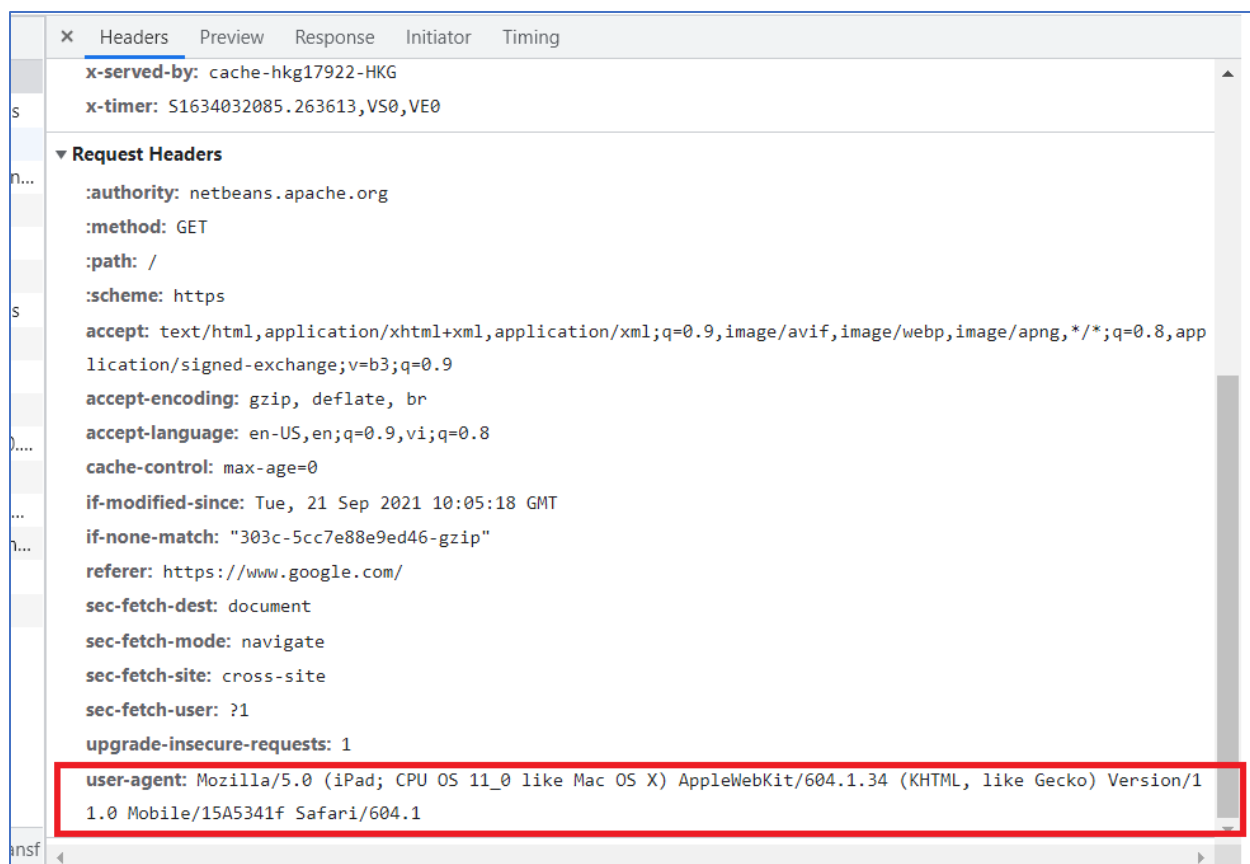 × Headers Preview Response Initiator Timing
x-served-by: cache-hkg17922-HKG
x-timer: S1634032085.263613,VS0,VE0
s
Request Headers
n...
:authority: netbeans.apache.org
:method: GET
:path: /
:scheme: https
s
accept: text/html,application/xhtml+xml,application/xml;q=0.9,image/avif,image/webp,image/apng,*/*;q=0.8,app
lication/signed-exchange;v=b3;q=0.9
accept-encoding: gzip, deflate, br
accept-language: en-US,en;q=0.9,vi;q=0.8
cache-control: max-age=0
if-modified-since: Tue, 21 Sep 2021 10:05:18 GMT
...
if-none-match: "303c-5cc7e88e9ed46-gzip"
referer: https://www.google.com/
sec-fetch-dest: document
sec-fetch-mode: navigate
sec-fetch-site: cross-site
sec-fetch-user: ?1
upgrade-insecure-requests: 1
user-agent: Mozilla/5.0 (iPad; CPU OS 11_0 like Mac OS X) AppleWebKit/604.1.34 (KHTML, like Gecko) Version/1
1.0 Mobile/15A5341f Safari/604.1
ansf